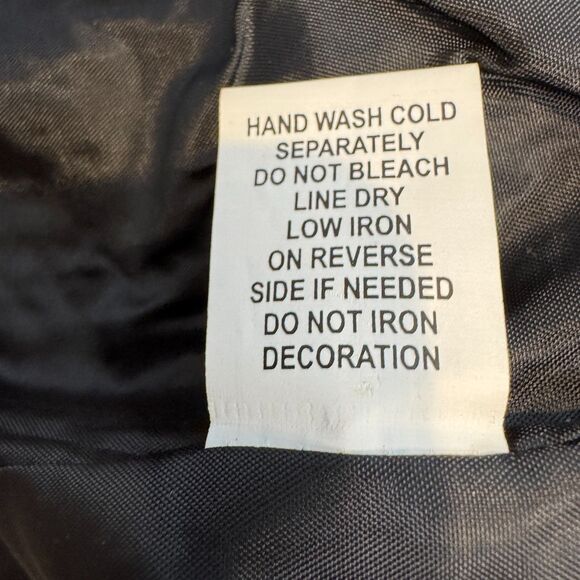 HAND WASH COLD
SEPARATELY
DO NOT BLEACH
LINE DRY
LOW IRON
ON REVERSE
SIDE IF NEEDED
DO NOT IRON
DECORATION